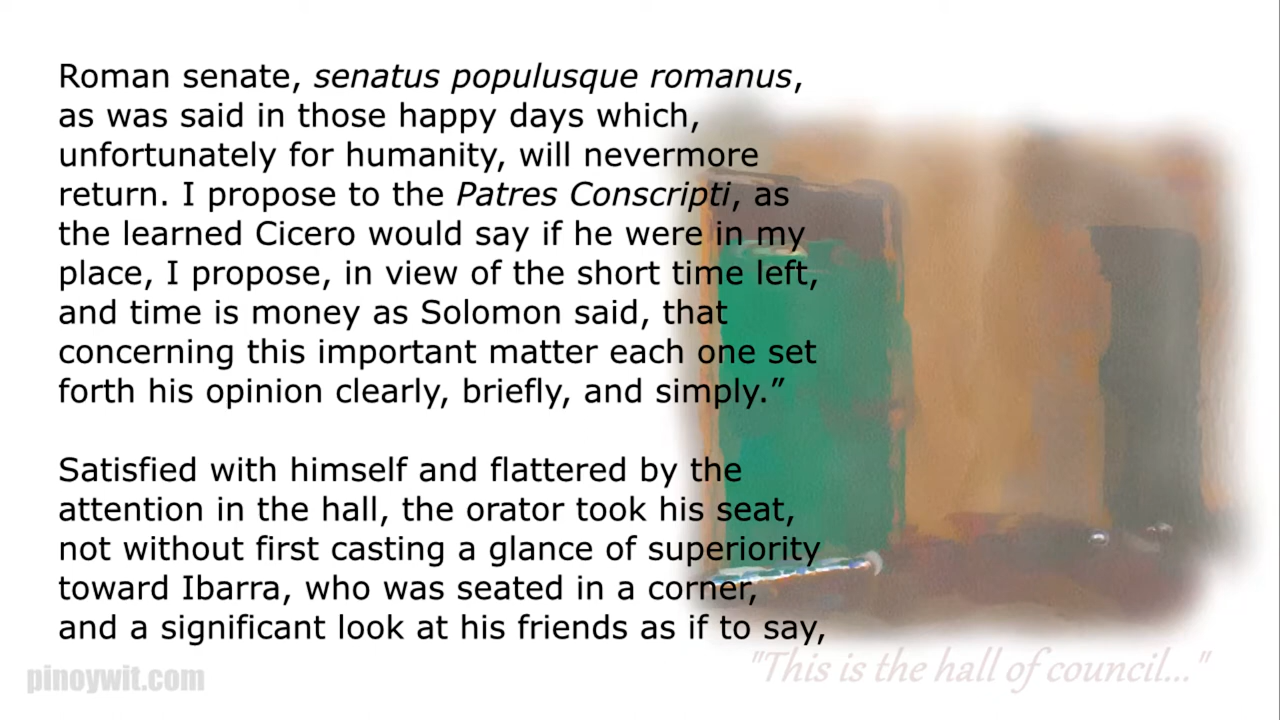 Roman senate, senatus populusque romanus,
as was said in those happy days which,
unfortunately for humanity, will nevermore
return. I propose to the Patres Conscripti, as
the learned Cicero would say if he were in my
place, I propose, in view of the short time left,
and time is money as Solomon said, that
concerning this important matter each one set
forth his opinion clearly, briefly, and simply.”
Satisfied with himself and flattered by the
attention in the hall, the orator took his seat,
not without first casting a glance of superiority
toward Ibarra, who was seated in a corner,
and a significant look at his friends as if to say,
"This is the hall of council..."
pinoywit.com